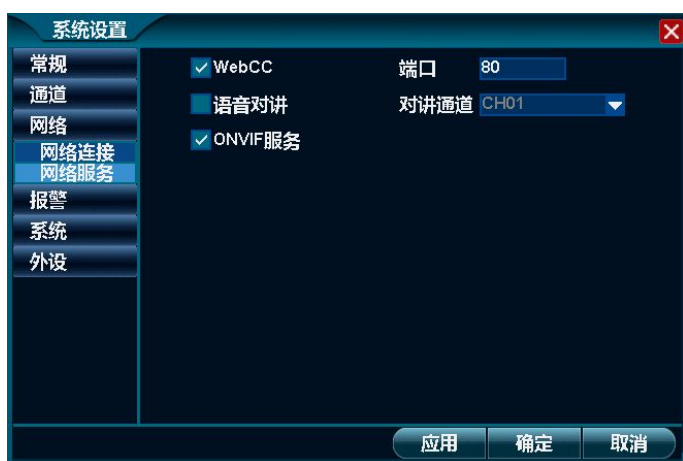 系统设置
常规
通道
网络
网络连接
网络服务
报警
系统
外设
WebCC 端口 80
语音对讲 对讲通道 CH01
ONVIF服务
应用 确定 取消